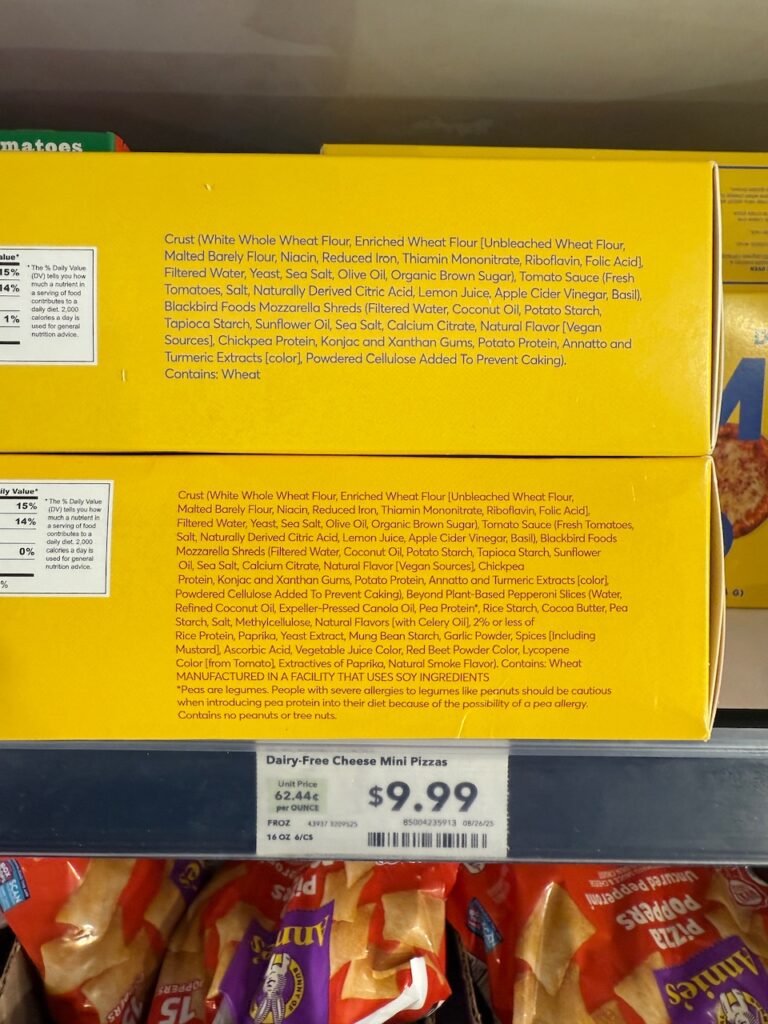 matoes
alue*
15%
14%
1%
* The % Daily Value
(DV) tells you how
much a nutrient in
a serving of food
contributes to a
daily diet. 2,000
calories a day is
used for general
nutrition advice.
Crust (White Whole Wheat Flour, Enriched Wheat Flour [Unbleached Wheat Flour,
Malted Barely Flour, Niacin, Reduced Iron, Thiamin Mononitrate, Riboflavin, Folic Acid],
Filtered Water, Yeast, Sea Salt, Olive Oil, Organic Brown Sugar), Tomato Sauce (Fresh
Tomatoes, Salt, Naturally Derived Citric Acid, Lemon Juice, Apple Cider Vinegar, Basil),
Blackbird Foods Mozzarella Shreds (Filtered Water, Coconut Oil, Potato Starch,
Tapioca Starch, Sunflower Oil, Sea Salt, Calcium Citrate, Natural Flavor [Vegan
Sources], Chickpea Protein, Konjac and Xanthan Gums, Potato Protein, Annatto and
Turmeric Extracts [color], Powdered Cellulose Added To Prevent Caking).
Contains: Wheat
ily Value*
15%
14%
0%
%
* The % Daily Value
(DV) tells you how
much a nutrient in
a serving of food
contributes to a
daily diet. 2,000
calories a day is
used for general
nutrition advice.
Crust (White Whole Wheat Flour, Enriched Wheat Flour [Unbleached Wheat Flour,
Malted Barely Flour, Niacin, Reduced Iron, Thiamin Mononitrate, Riboflavin, Folic Acid],
Filtered Water, Yeast, Sea Salt, Olive Oil, Organic Brown Sugar), Tomato Sauce (Fresh Tomatoes,
Salt, Naturally Derived Citric Acid, Lemon Juice, Apple Cider Vinegar, Basil), Blackbird Foods
Mozzarella Shreds (Filtered Water, Coconut Oil, Potato Starch, Tapioca Starch, Sunflower
Oil, Sea Salt, Calcium Citrate, Natural Flavor [Vegan Sources], Chickpea
Protein, Konjac and Xanthan Gums, Potato Protein, Annatto and Turmeric Extracts [color],
Powdered Cellulose Added To Prevent Caking), Beyond Plant-Based Pepperoni Slices (Water,
Refined Coconut Oil, Expeller-Pressed Canola Oil, Pea Protein*, Rice Starch, Cocoa Butter, Pea
Starch, Salt, Methylcellulose, Natural Flavors [with Celery Oil], 2% or less of
Rice Protein, Paprika, Yeast Extract, Mung Bean Starch, Garlic Powder, Spices [Including
Mustard], Ascorbic Acid, Vegetable Juice Color, Red Beet Powder Color, Lycopene
Color [from Tomato], Extractives of Paprika, Natural Smoke Flavor). Contains: Wheat
MANUFACTURED IN A FACILITY THAT USES SOY INGREDIENTS
*Peas are legumes. People with severe allergies to legumes like peanuts should be cautious
when introducing pea protein into their diet because of the possibility of a pea allergy.
Contains no peanuts or tree nuts.
G)
Dairy-Free Cheese Mini Pizzas
Unit Price
62.44¢
per OUNCE
$9.99
FROZ 43937 3209525 85004235913 08/26/25
16 OZ 6/CS
Annie's
BUNNY OF
15
POPPERS
PIZZA
POPPERS
Uncured Pepperoni
Annie's